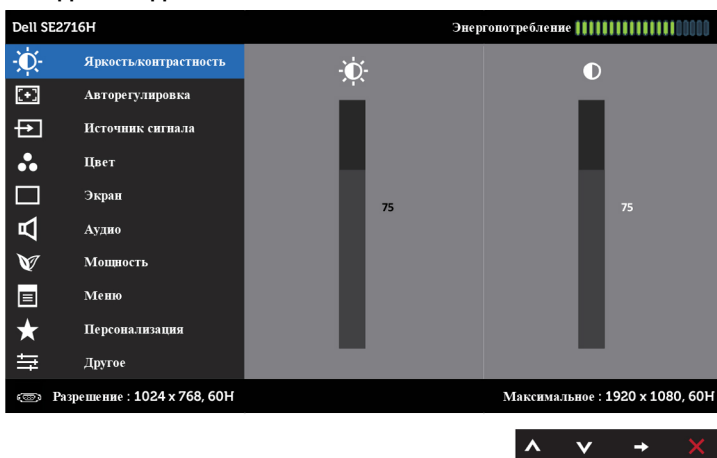 Dell SE2716H
Энергопотребление
Яркость/контрастность
Авторегулировка
Источник сигнала
Цвет
Экран
Аудио
Мощность
Меню
Персонализация
Другое
75
75
Разрешение : 1024 x 768, 60H
Максимальное : 1920 x 1080, 60H